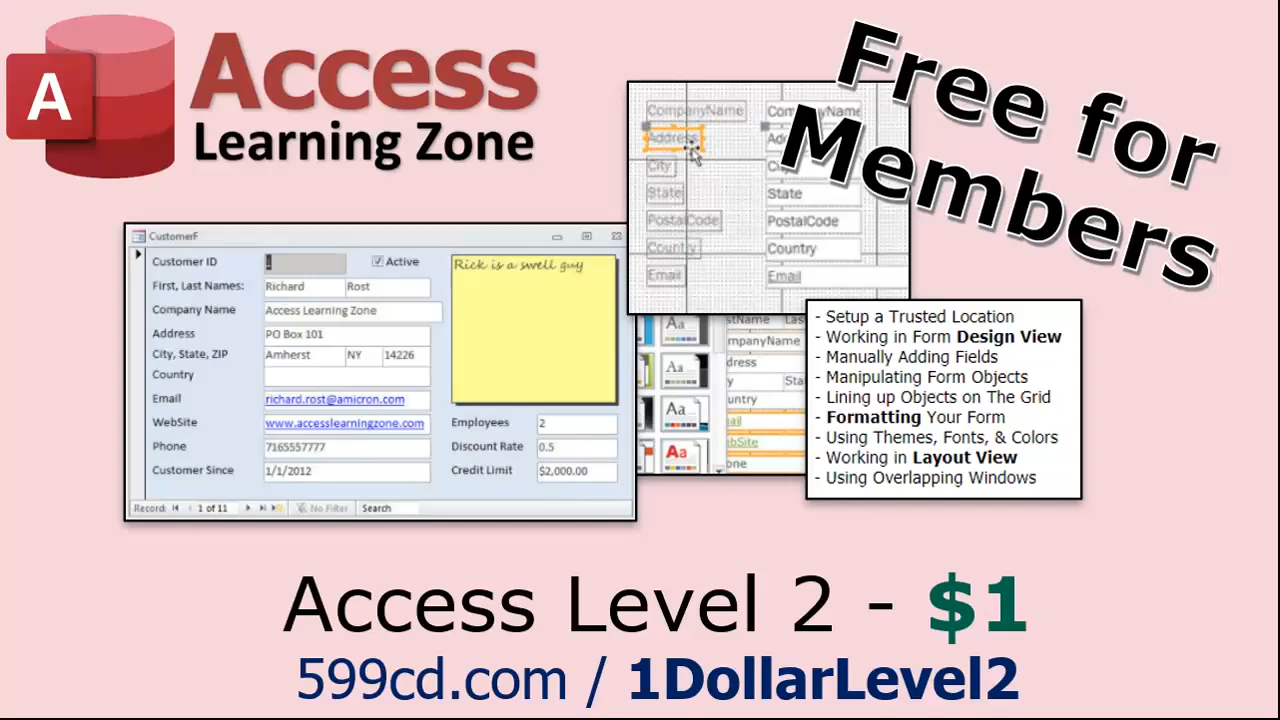 A
Access
Learning Zone
Free for
Members
CompanyName CompanyName
Address
City
State State
PostalCode PostalCode
Country Country
Email Email
CustomerF
Customer ID Active
First, Last Names: Richard Rost
Company Name Access Learning Zone
Address PO Box 101
City, State, ZIP Amherst NY 14226
Country
Email richard.rost@amicron.com
WebSite www.accesslearningzone.com
Phone 7165557777
Customer Since 1/1/2012
Rick is a swell guy
Employees 2
Discount Rate 0.5
Credit Limit $2,000.00
Record: 1 of 11 No Filter Search
Aa
Aa
Aa
Aa
- Setup a Trusted Location
- Working in Form Design View
- Manually Adding Fields
- Manipulating Form Objects
- Lining up Objects on The Grid
- Formatting Your Form
- Using Themes, Fonts, & Colors
- Working in Layout View
- Using Overlapping Windows
Access Level 2 - $1
599cd.com / 1DollarLevel2